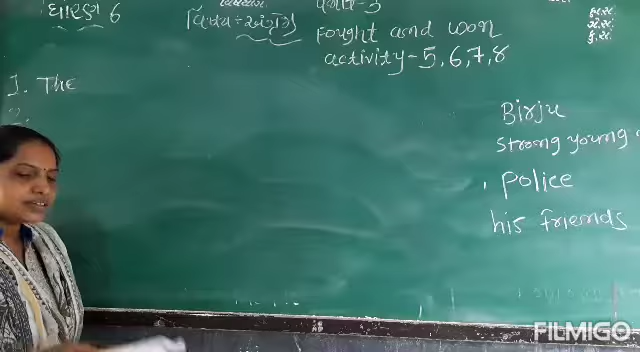 ધોરણ 6
વિષય ÷ અંગ્રેજી
Fought and won
activity - 5, 6, 7, 8
1. The
2.
Birju
strong young
Police
his friends
FILMIGO